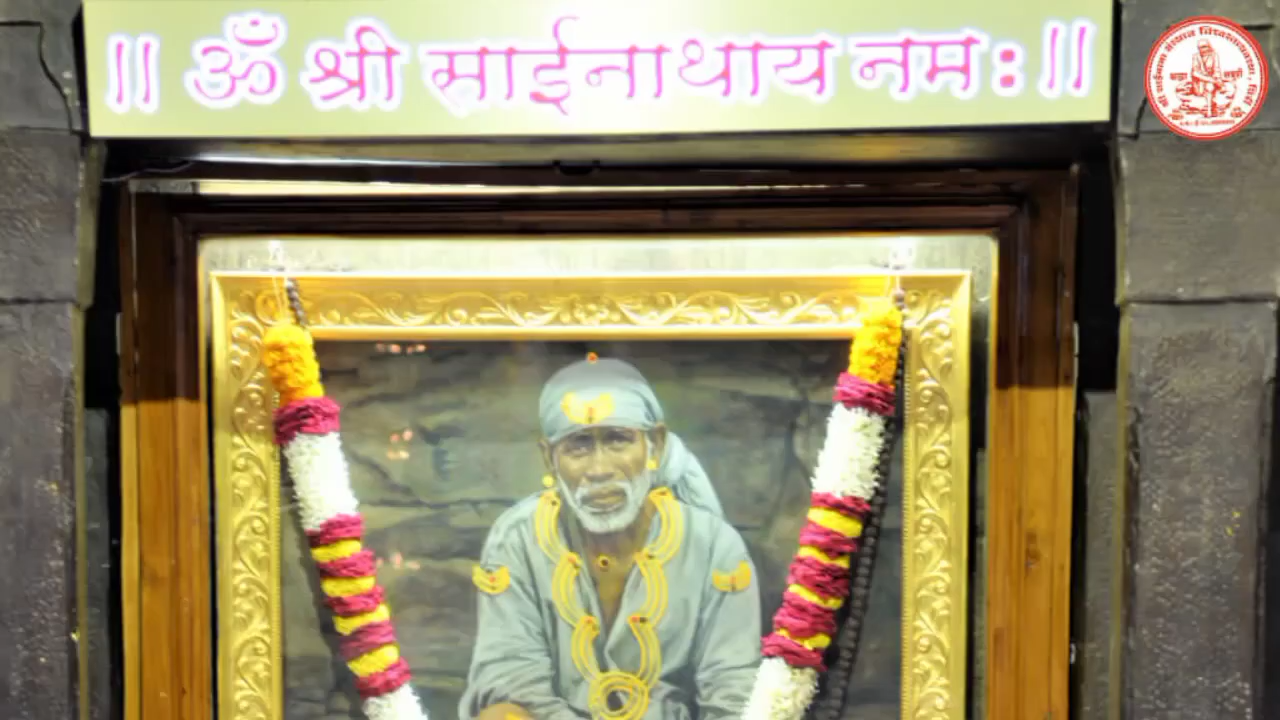 ॥ ॐ श्री साईनाथाय नमः ॥